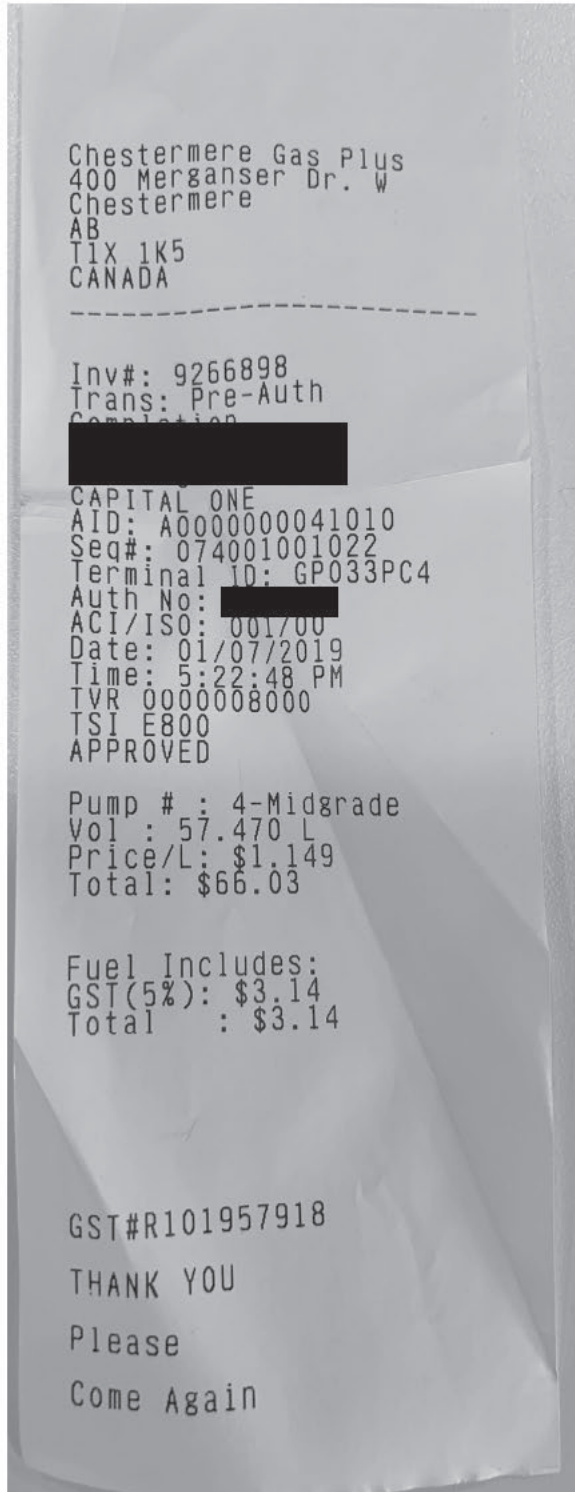 Chestermere Gas Plus
400 Merganser Dr. W
Chestermere
AB
T1X 1K5
CANADA
----------------------------
Inv#: 9266898
Trans: Pre-Auth
Completion
CAPITAL ONE
AID: A0000000041010
Seq#: 074001001022
Terminal ID: GPO33PC4
Auth No:
ACI/ISO: 001/00
Date: 01/07/2019
Time: 5:22:48 PM
TVR 0000008000
TSI E800
APPROVED
Pump # : 4-Midgrade
Vol : 57.470 L
Price/L: $1.149
Total: $66.03
Fuel Includes:
GST(5%): $3.14
Total   : $3.14
GST#R101957918
THANK YOU
Please
Come Again